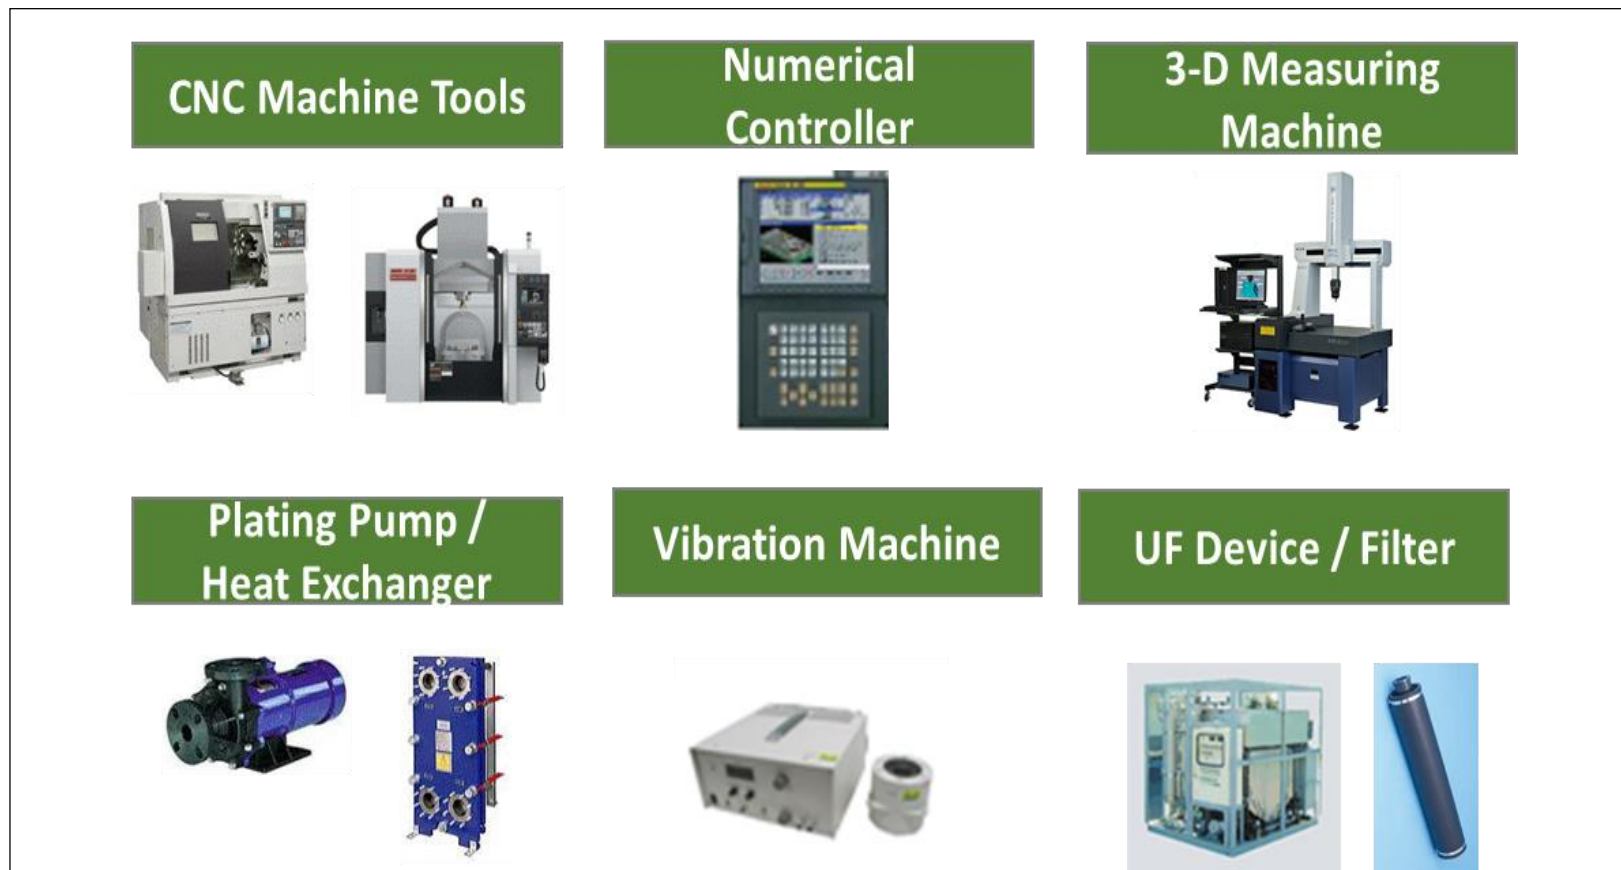 CNC Machine Tools
Numerical
Controller
3-D Measuring
Machine
Plating Pump /
Heat Exchanger
Vibration Machine
UF Device / Filter